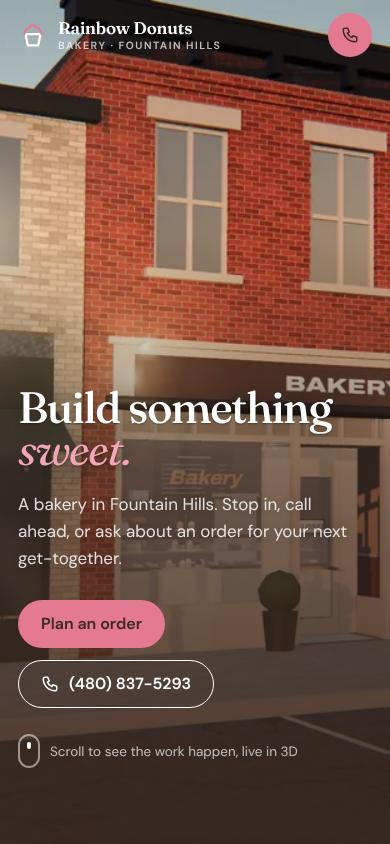 Rainbow Donuts
BAKERY · FOUNTAIN HILLS
BAKERY
Build something
sweet.
Bakery
A bakery in Fountain Hills. Stop in, call
ahead, or ask about an order for your next
get-together.
Plan an order
(480) 837-5293
Scroll to see the work happen, live in 3D